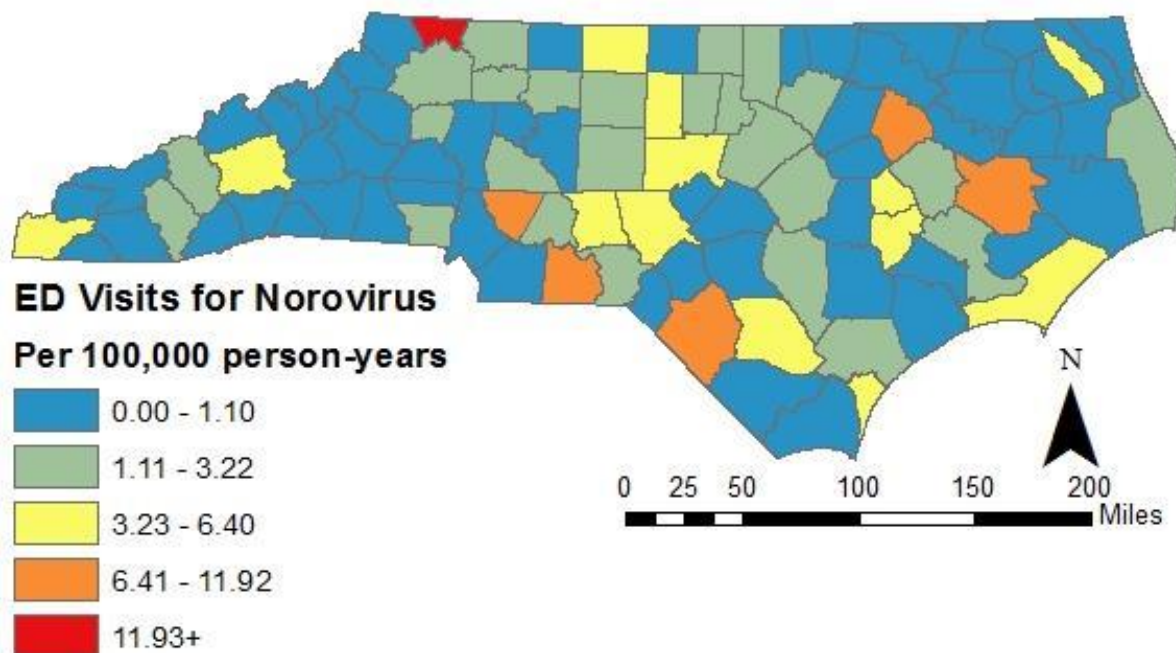 ED Visits for Norovirus
Per 100,000 person-years
0.00 - 1.10
1.11 - 3.22
3.23 - 6.40
6.41 - 11.92
11.93+
N
0 25 50 100 150 200
Miles